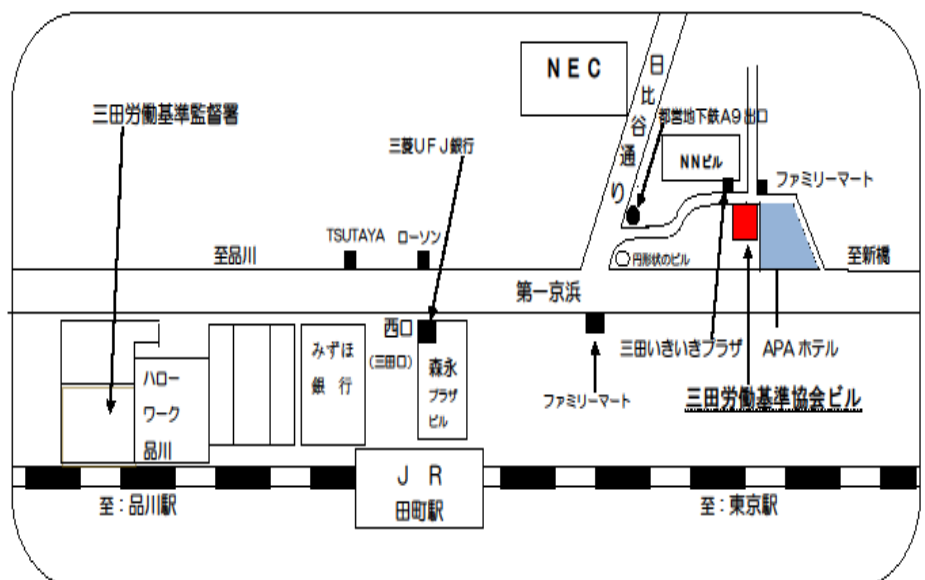 NEC
日比谷通り
三田労働基準監督署
都営地下鉄A9出口
三菱UFJ銀行
NNビル
ファミリーマート
TSUTAYA
ローソン
至品川
円形状のビル
至新橋
第一京浜
西口
(三田口)
みずほ
銀行
森永
プラザ
ビル
ハロー
ワーク
品川
ファミリーマート
三田いきいきプラザ
APAホテル
三田労働基準協会ビル
JR
田町駅
至:品川駅
至:東京駅